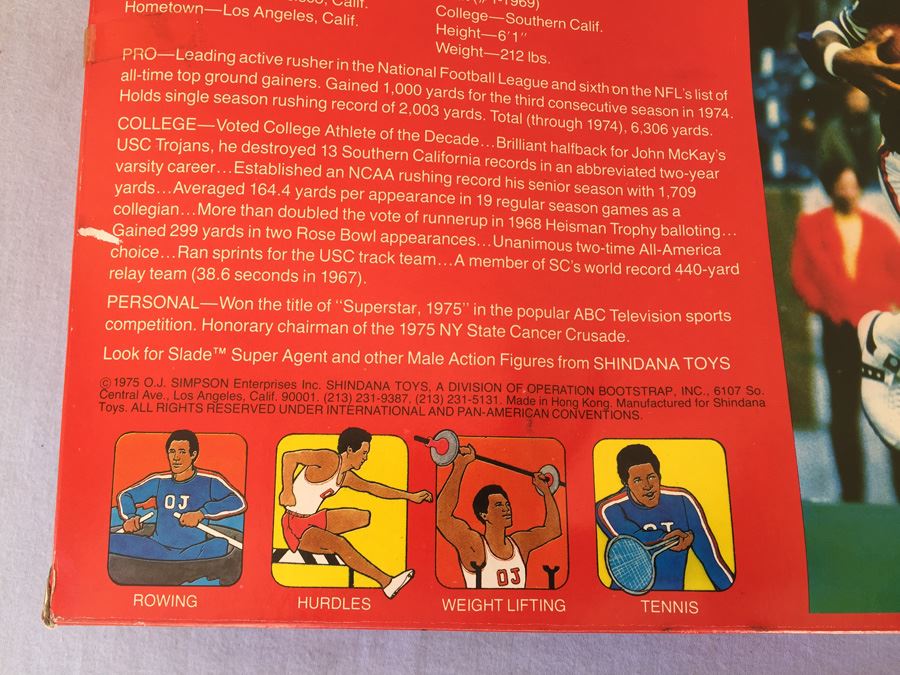 Calif.
Hometown—Los Angeles, Calif.
1-1969)
College—Southern Calif.
Height—6'1"
Weight—212 lbs.
PRO—Leading active rusher in the National Football League and sixth on the NFL's list of
all-time top ground gainers. Gained 1,000 yards for the third consecutive season in 1974.
Holds single season rushing record of 2,003 yards. Total (through 1974), 6,306 yards.
COLLEGE—Voted College Athlete of the Decade...Brilliant halfback for John McKay's
USC Trojans, he destroyed 13 Southern California records in an abbreviated two-year
varsity career...Established an NCAA rushing record his senior season with 1,709
yards...Averaged 164.4 yards per appearance in 19 regular season games as a
collegian...More than doubled the vote of runnerup in 1968 Heisman Trophy balloting...
Gained 299 yards in two Rose Bowl appearances...Unanimous two-time All-America
choice...Ran sprints for the USC track team...A member of SC's world record 440-yard
relay team (38.6 seconds in 1967).
PERSONAL—Won the title of "Superstar, 1975" in the popular ABC Television sports
competition. Honorary chairman of the 1975 NY State Cancer Crusade.
Look for Slade™ Super Agent and other Male Action Figures from SHINDANA TOYS
©1975 O.J. SIMPSON Enterprises Inc. SHINDANA TOYS, A DIVISION OF OPERATION BOOTSTRAP, INC., 6107 So.
Central Ave., Los Angeles, Calif. 90001. (213) 231-9387. (213) 231-5131. Made in Hong Kong. Manufactured for Shindana
Toys. ALL RIGHTS RESERVED UNDER INTERNATIONAL AND PAN-AMERICAN CONVENTIONS.
OJ
OJ
OJ
ROWING
HURDLES
WEIGHT LIFTING
TENNIS